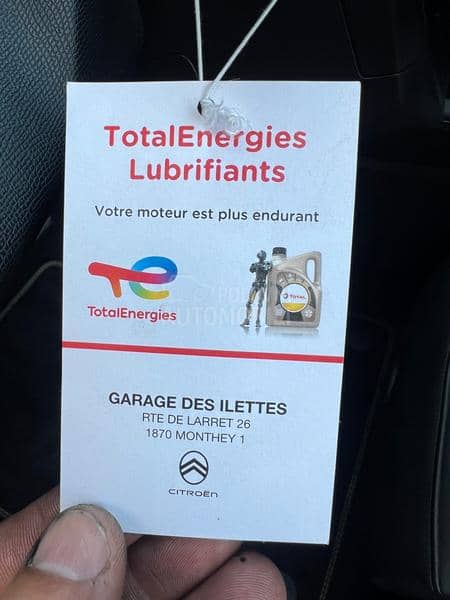 TotalEnergies
Lubrifiants
Votre moteur est plus endurant
TotalEnergies
TOTAL
GARAGE DES ILETTES
RTE DE LARRET 26
1870 MONTHEY 1
CITROËN